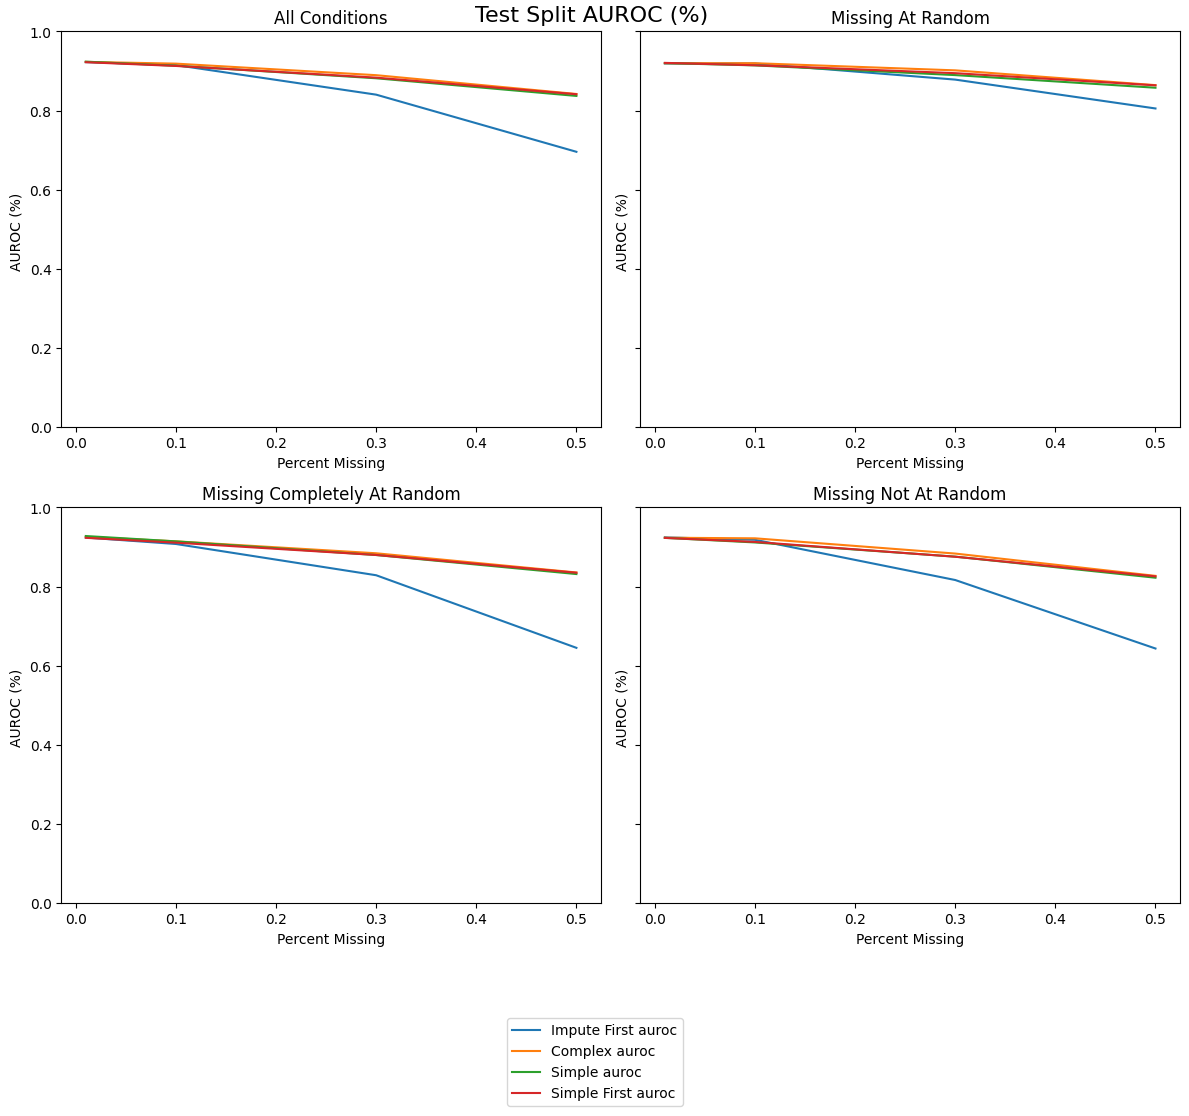 Test Split AUROC (%)
All Conditions
1.0
0.8
0.6
0.4
0.2
0.0
AUROC (%)
0.0 0.1 0.2 0.3 0.4 0.5
Percent Missing
Missing At Random
AUROC (%)
0.0 0.1 0.2 0.3 0.4 0.5
Percent Missing
Missing Completely At Random
1.0
0.8
0.6
0.4
0.2
0.0
AUROC (%)
0.0 0.1 0.2 0.3 0.4 0.5
Percent Missing
Missing Not At Random
AUROC (%)
0.0 0.1 0.2 0.3 0.4 0.5
Percent Missing
Impute First auroc
Complex auroc
Simple auroc
Simple First auroc